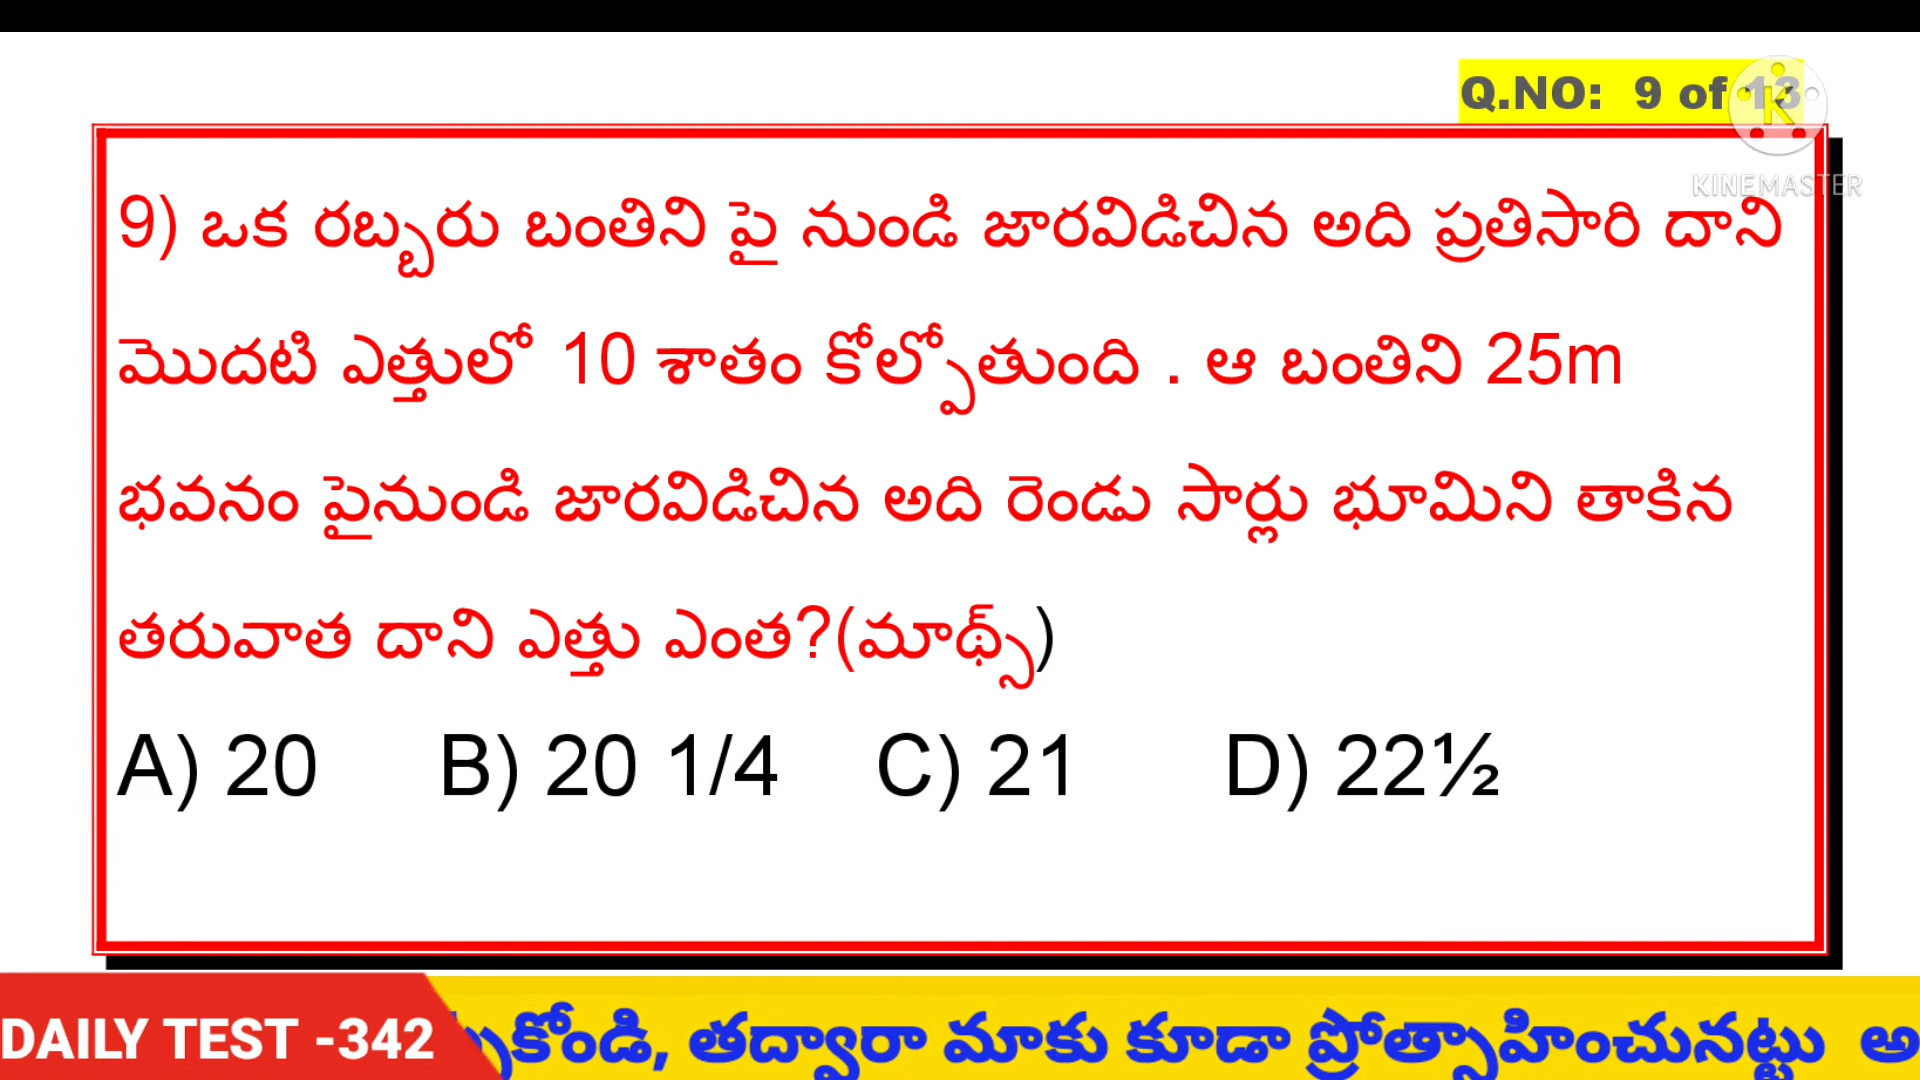 Q.NO: 9 of 13
KINEMASTER
9) ఒక రబ్బరు బంతిని పై నుండి జారవిడిచిన అది ప్రతిసారి దాని
మొదటి ఎత్తులో 10 శాతం కోల్పోతుంది . ఆ బంతిని 25m
భవనం పైనుండి జారవిడిచిన అది రెండు సార్లు భూమిని తాకిన
తరువాత దాని ఎత్తు ఎంత?(మాథ్స్)
A) 20 B) 20 1/4 C) 21 D) 22½
DAILY TEST -342 కోండి, తద్వారా మాకు కూడా ప్రోత్సాహించునట్టు అ